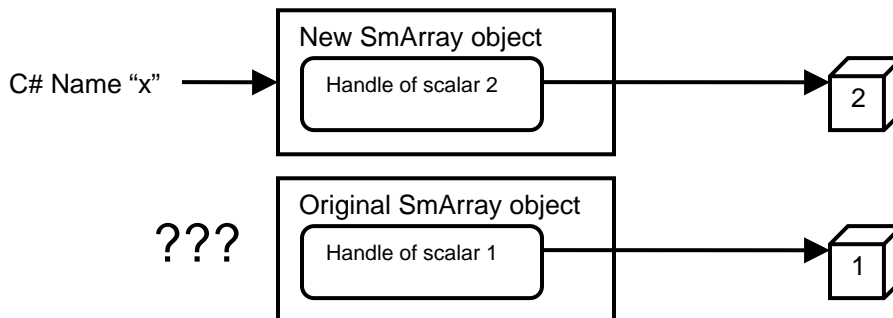 New SmArray object
C# Name “x”
Handle of scalar 2
2
Original SmArray object
???
Handle of scalar 1
1